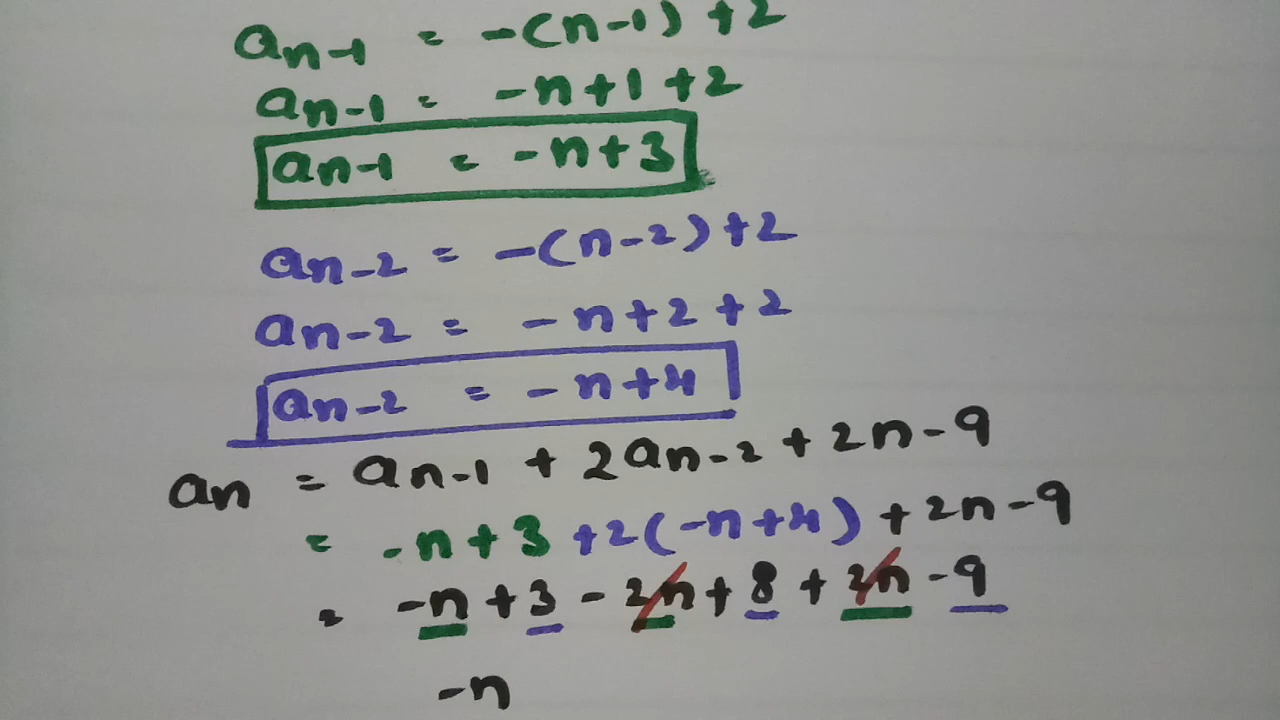 aₙ₋₁ = -(n-1)+2
aₙ₋₁ = -n+1+2
aₙ₋₁ = -n+3
aₙ₋₂ = -(n-2)+2
aₙ₋₂ = -n+2+2
aₙ₋₂ = -n+4
aₙ = aₙ₋₁ + 2aₙ₋₂ + 2n-9
= -n+3 +2(-n+4) +2n-9
= -n+3-2n+8+2n-9
-n